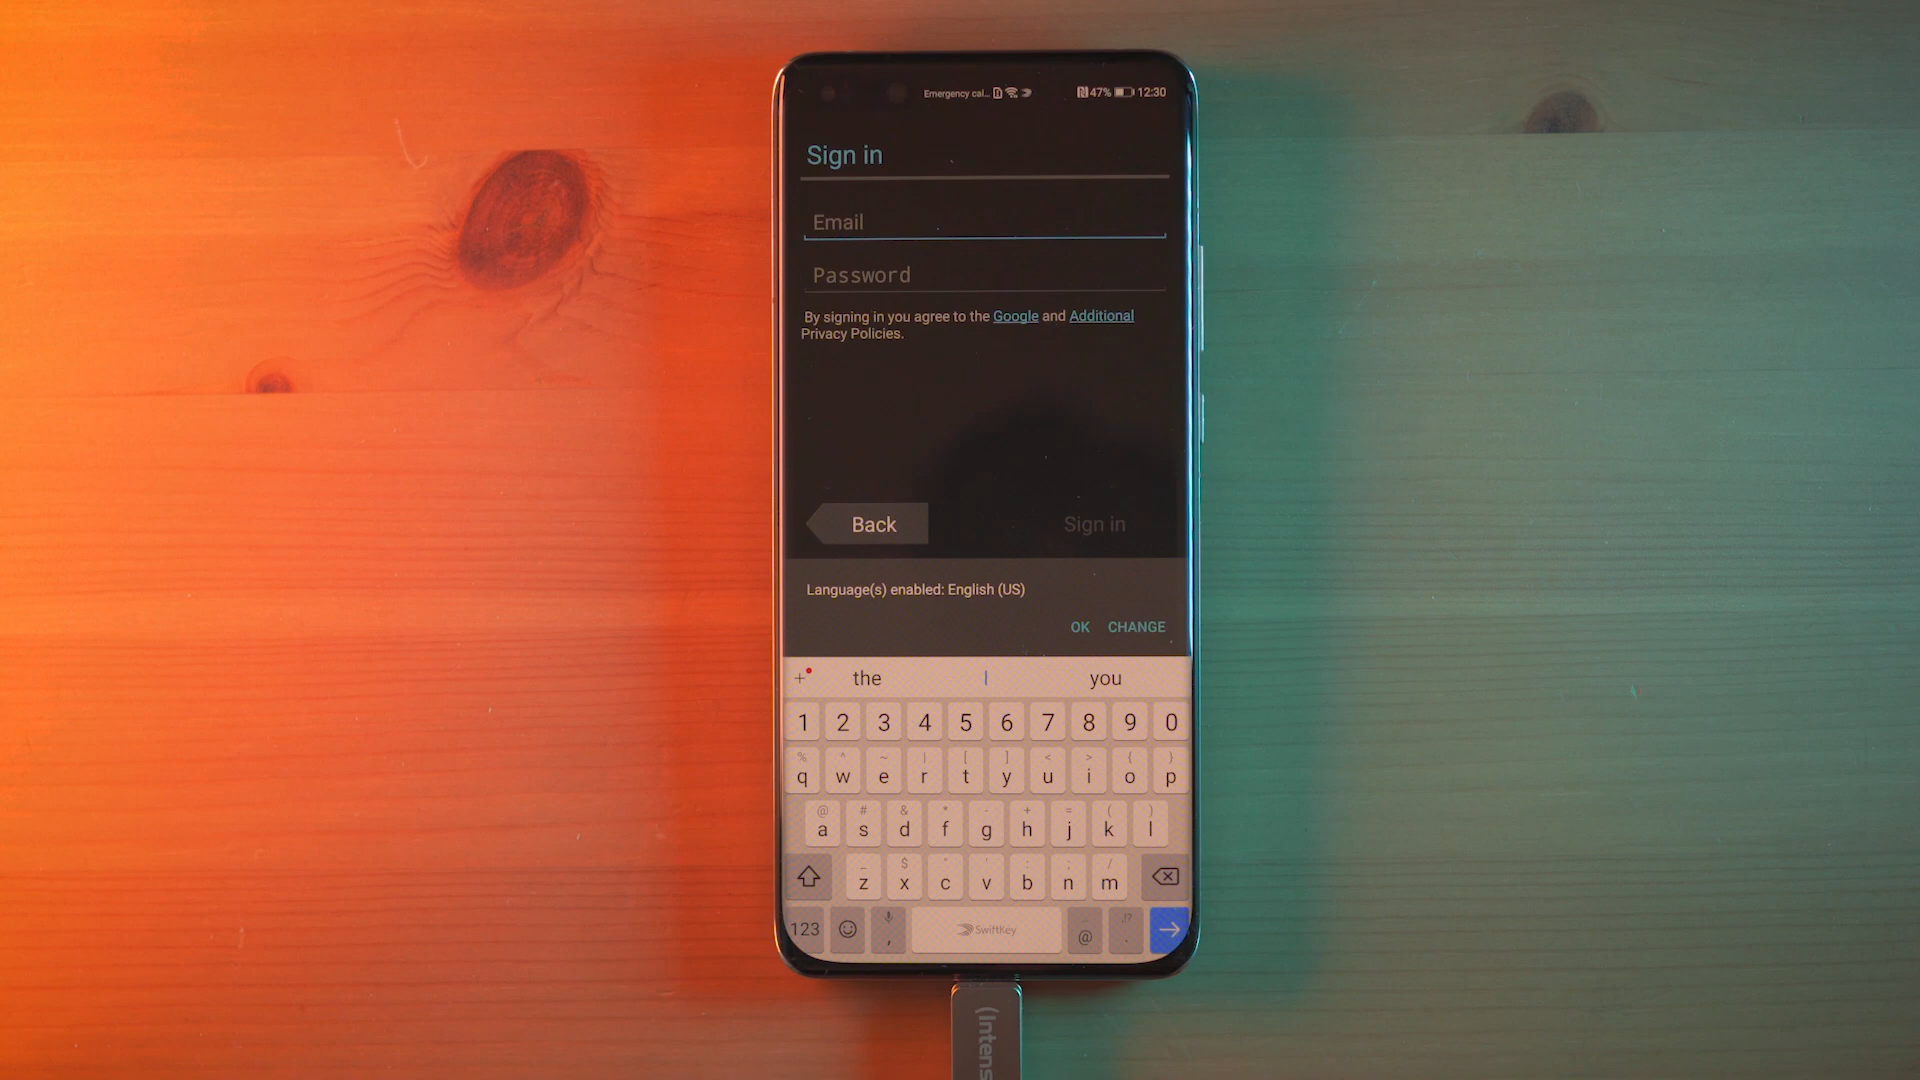 Emergency cal... 47% 12:30
Sign in
Email
Password
By signing in you agree to the Google and Additional
Privacy Policies.
Back Sign in
Language(s) enabled: English (US)
OK CHANGE
+ the I you
1 2 3 4 5 6 7 8 9 0
% ^ ~ | [ ] < > { }
q w e r t y u i o p
@ # & * - + = ( )
a s d f g h j k l
_ $ " ' : ; /
z x c v b n m
123 , SwiftKey @ ,!? .
(Intens